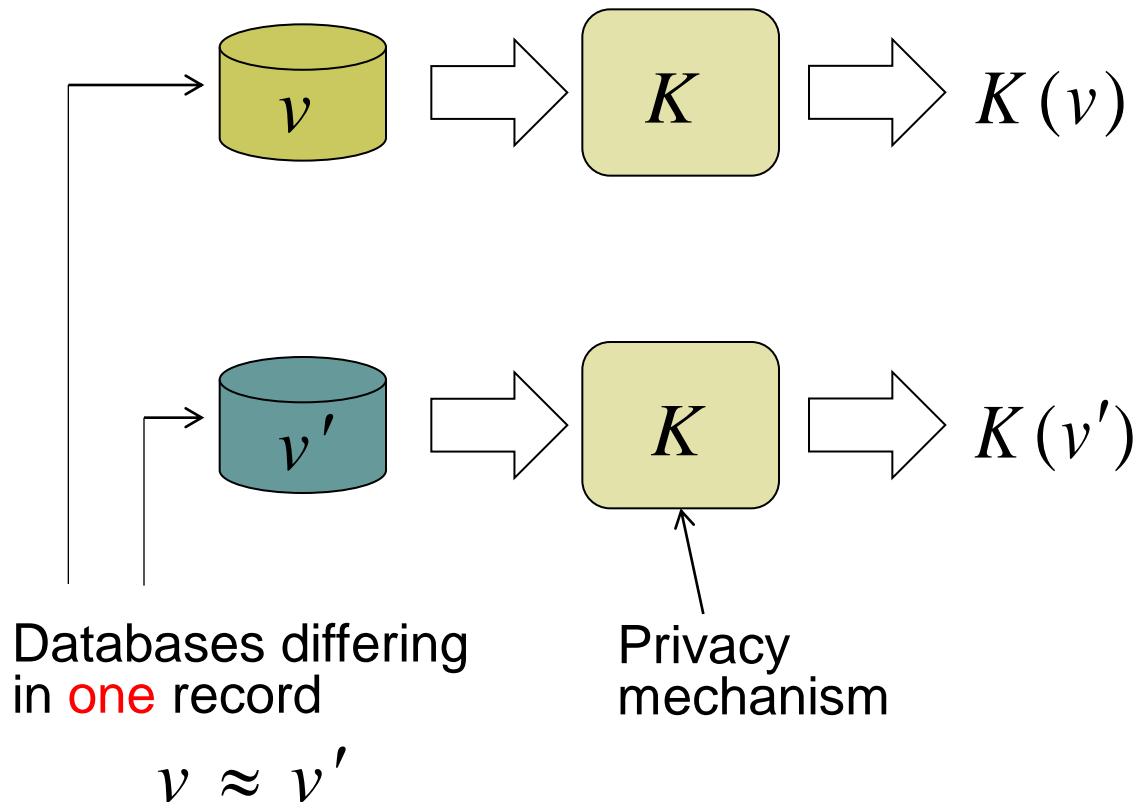 v
K
K(v)
v′
K
K(v′)
Databases differing
in one record
v ≈ v′
Privacy
mechanism